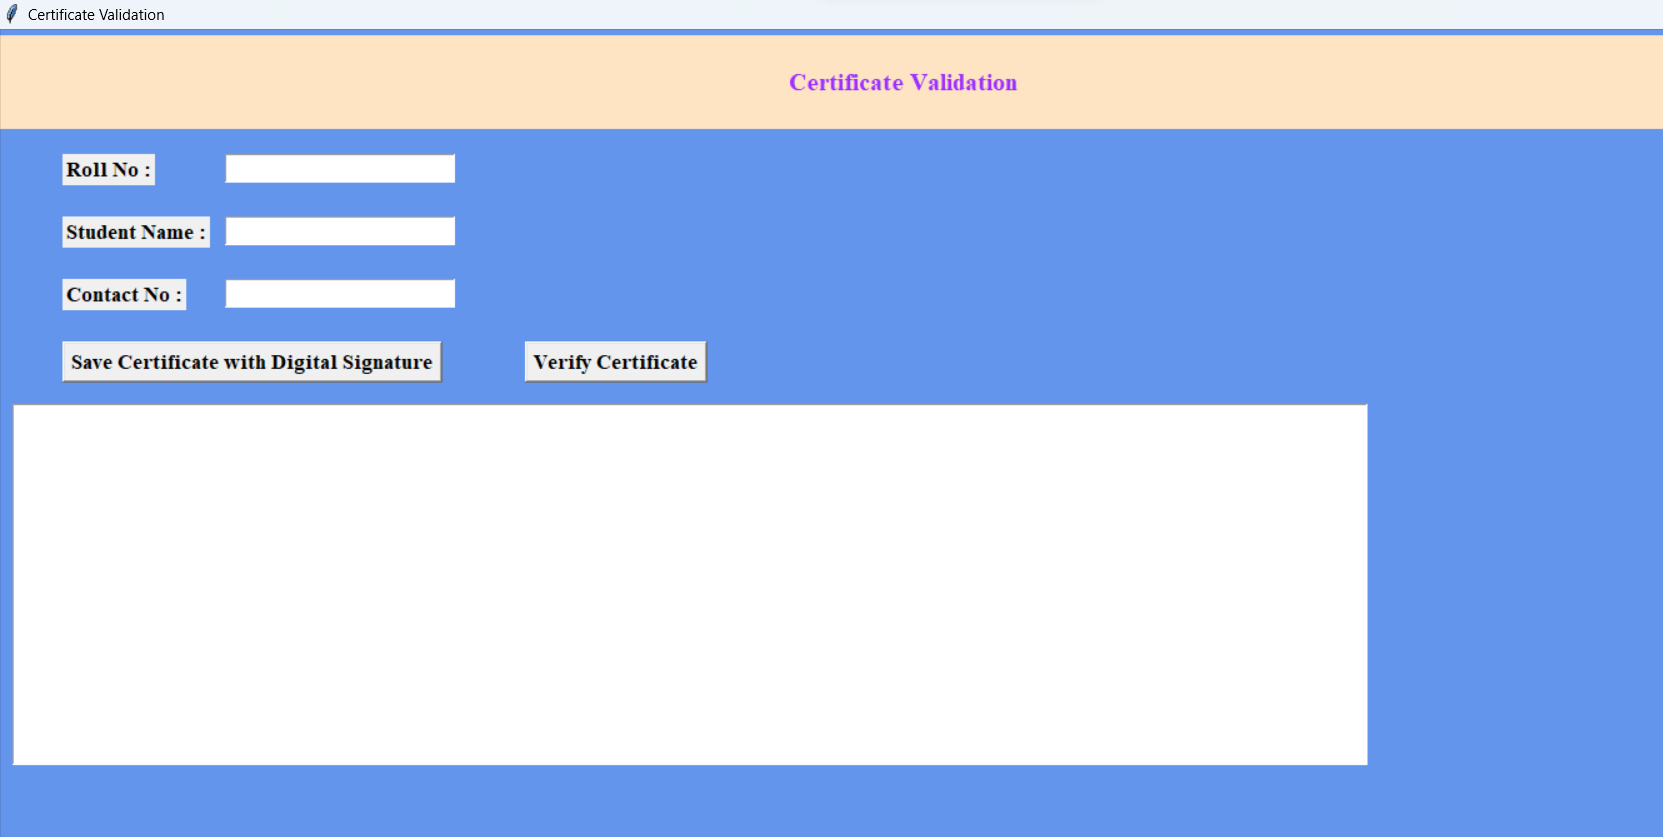 Certificate Validation
Certificate Validation
Roll No :
Student Name :
Contact No :
Save Certificate with Digital Signature Verify Certificate